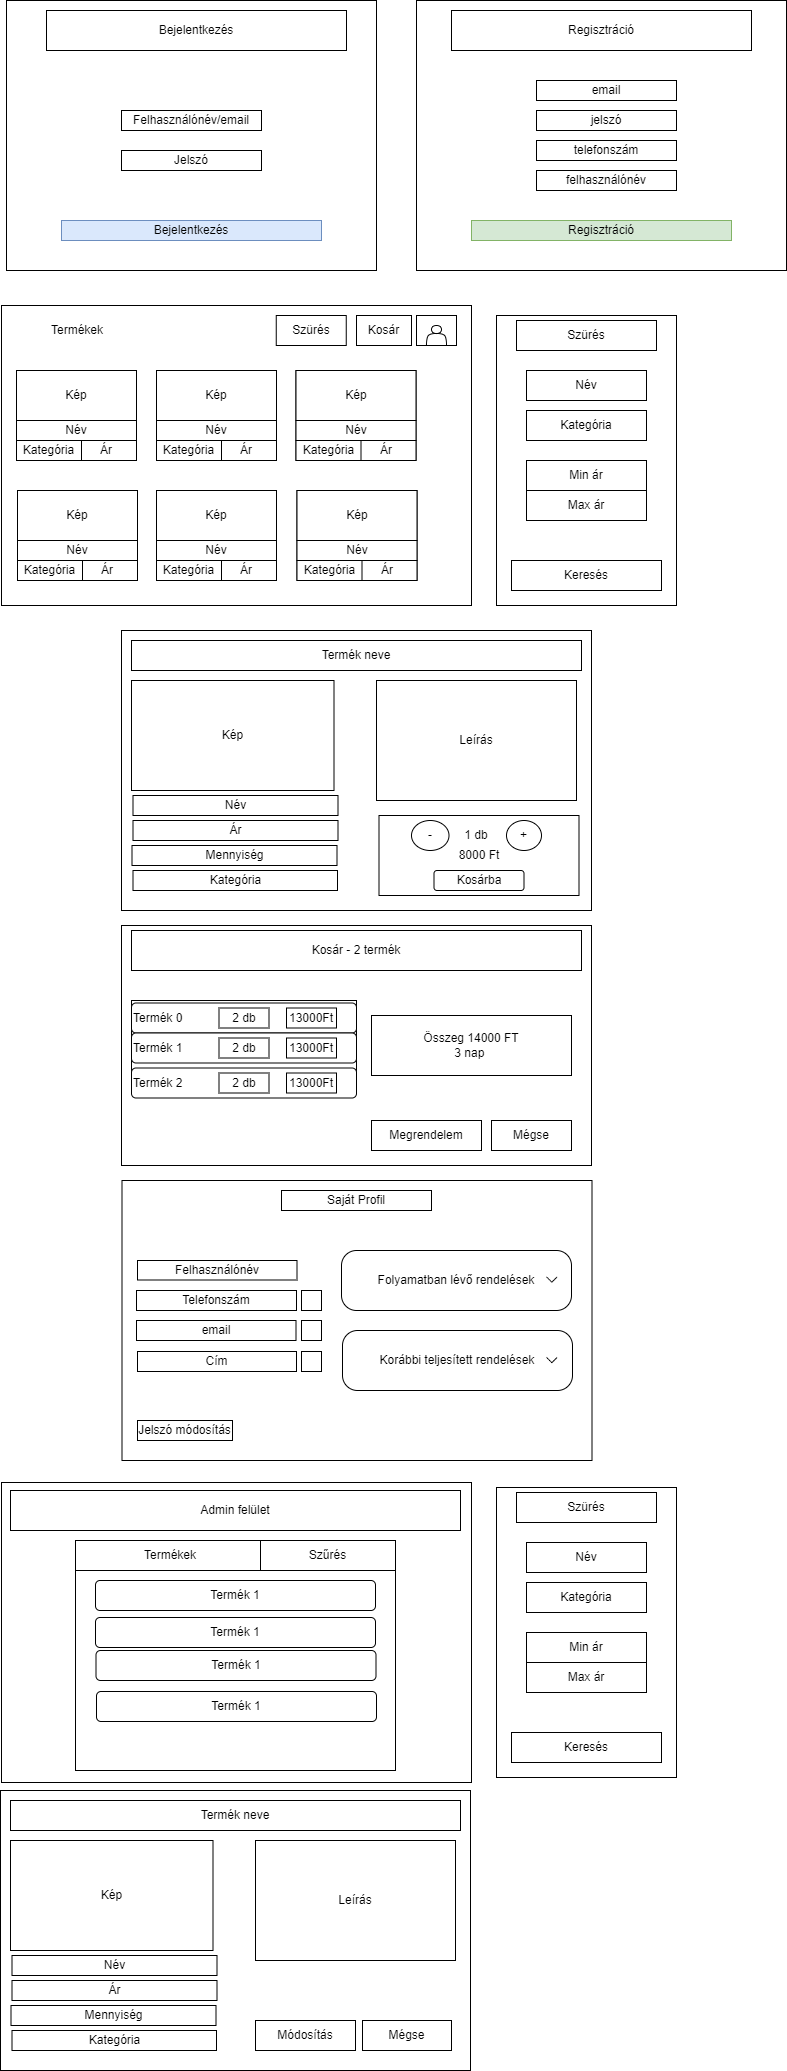 Bejelentkezés
Felhasználónév/email
Jelszó
Bejelentkezés
Regisztráció
email
jelszó
telefonszám
felhasználónév
Regisztráció
Termékek
Szürés
Kosár
Kép
Név
Kategória
Ár
Kép
Név
Kategória
Ár
Kép
Név
Kategória
Ár
Kép
Név
Kategória
Ár
Kép
Név
Kategória
Ár
Kép
Név
Kategória
Ár
Szürés
Név
Kategória
Min ár
Max ár
Keresés
Termék neve
Kép
Név
Ár
Mennyiség
Kategória
Leírás
-
1 db
+
8000 Ft
Kosárba
Kosár - 2 termék
Termék 0
2 db
13000Ft
Termék 1
2 db
13000Ft
Termék 2
2 db
13000Ft
Összeg 14000 FT
3 nap
Megrendelem
Mégse
Saját Profil
Felhasználónév
Telefonszám
email
Cím
Jelszó módosítás
Folyamatban lévő rendelések
Korábbi teljesített rendelések
Admin felület
Termékek
Szűrés
Termék 1
Termék 1
Termék 1
Termék 1
Szürés
Név
Kategória
Min ár
Max ár
Keresés
Termék neve
Kép
Név
Ár
Mennyiség
Kategória
Leírás
Módosítás
Mégse